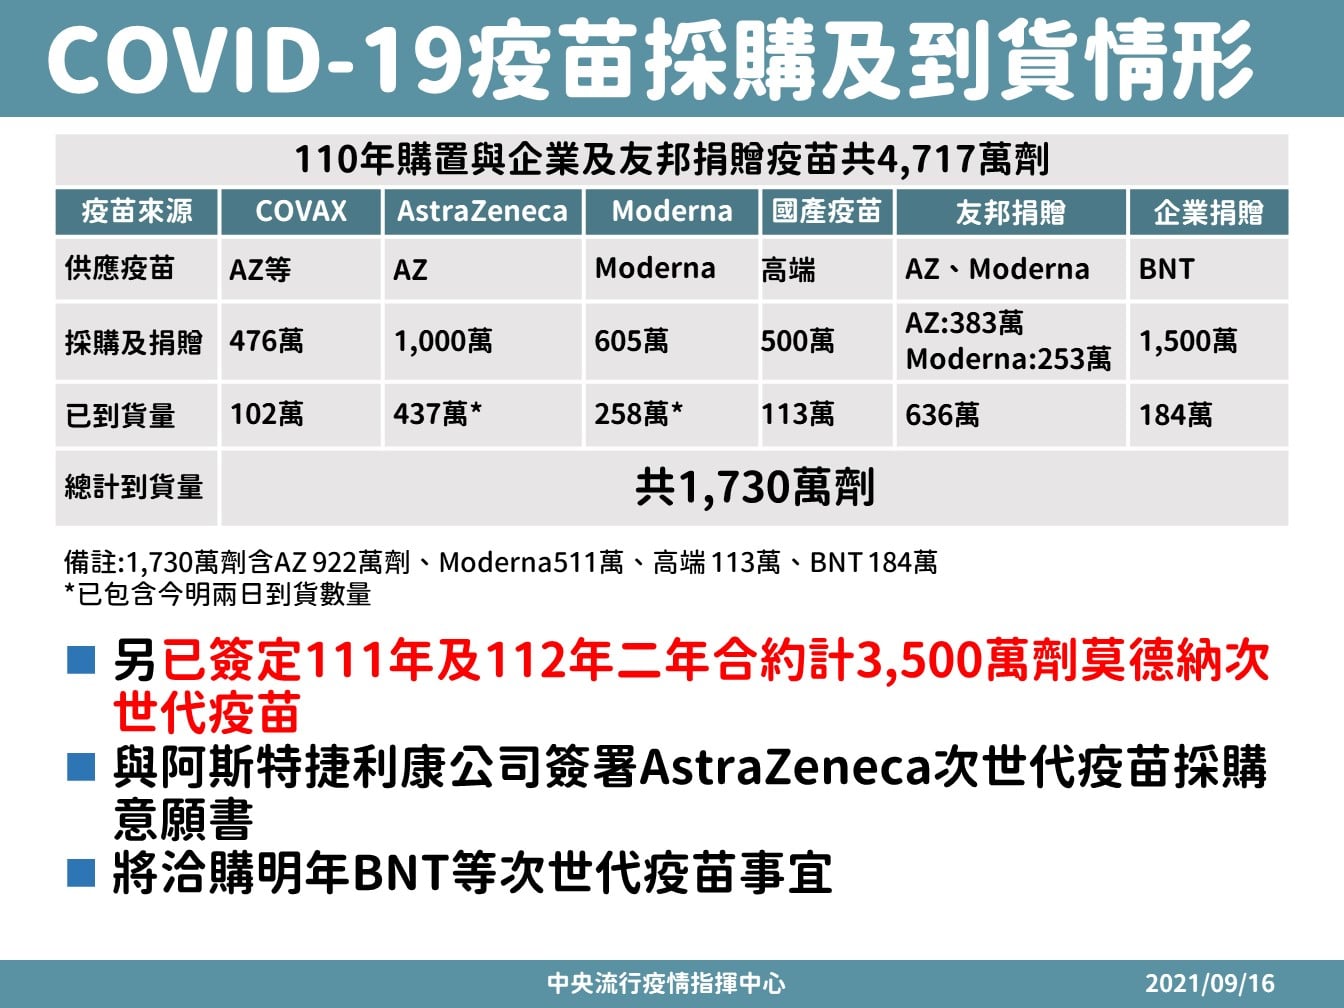 COVID-19疫苗採購及到貨情形
110年購置與企業及友邦捐贈疫苗共4,717萬劑
疫苗來源 COVAX AstraZeneca Moderna 國產疫苗 友邦捐贈 企業捐贈
供應疫苗 AZ等 AZ Moderna 高端 AZ、Moderna BNT
採購及捐贈 476萬 1,000萬 605萬 500萬 AZ:383萬 1,500萬
Moderna:253萬
已到貨量 102萬 437萬* 258萬* 113萬 636萬 184萬
總計到貨量 共1,730萬劑
備註:1,730萬劑含AZ 922萬劑、Moderna511萬、高端 113萬、BNT 184萬
*已包含今明兩日到貨數量
■ 另已簽定111年及112年二年合約計3,500萬劑莫德納次
世代疫苗
■ 與阿斯特捷利康公司簽署AstraZeneca次世代疫苗採購
意願書
■ 將洽購明年BNT等次世代疫苗事宜
中央流行疫情指揮中心 2021/09/16